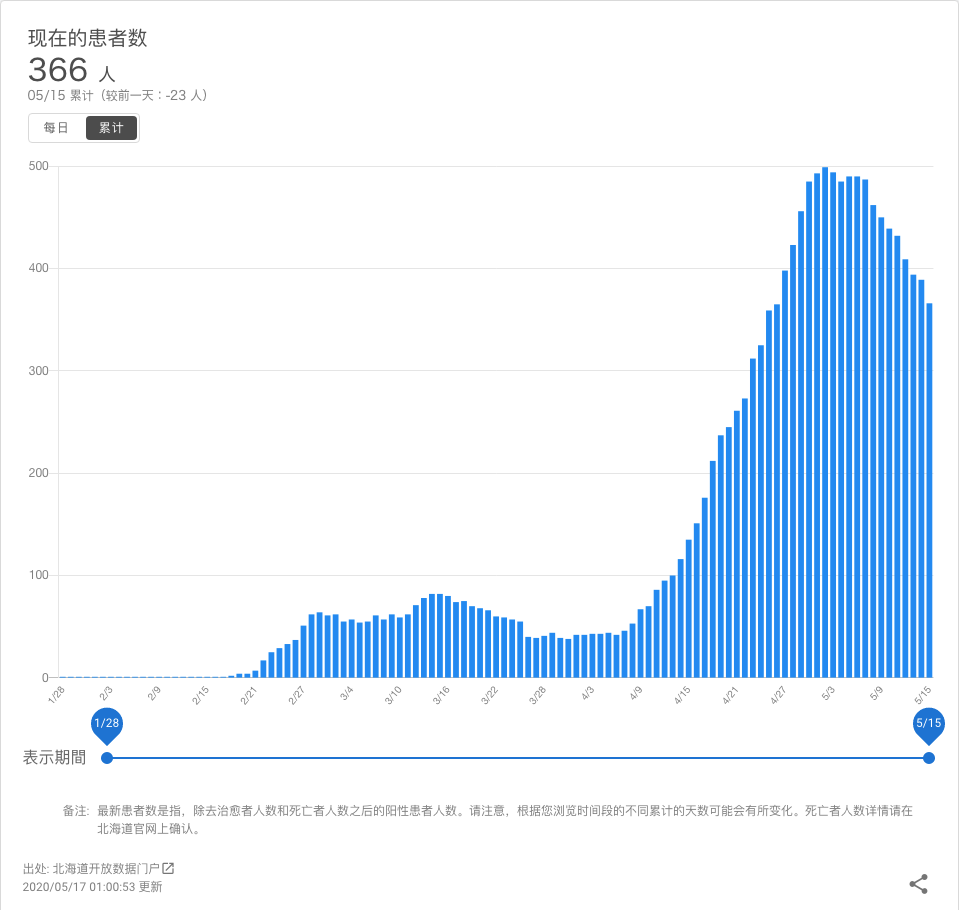 现在的患者数
366 人
05/15 累计（较前一天：-23 人）
每日 累计
500
400
300
200
100
0
1/28 2/3 2/9 2/15 2/21 2/27 3/4 3/10 3/16 3/22 3/28 4/3 4/9 4/15 4/21 4/27 5/3 5/9 5/15
1/28 5/15
表示期間
备注: 最新患者数是指，除去治愈者人数和死亡者人数之后的阳性患者人数。请注意，根据您浏览时间段的不同累计的天数可能会有所变化。死亡者人数详情请在
北海道官网上确认。
出处: 北海道开放数据门户
2020/05/17 01:00:53 更新